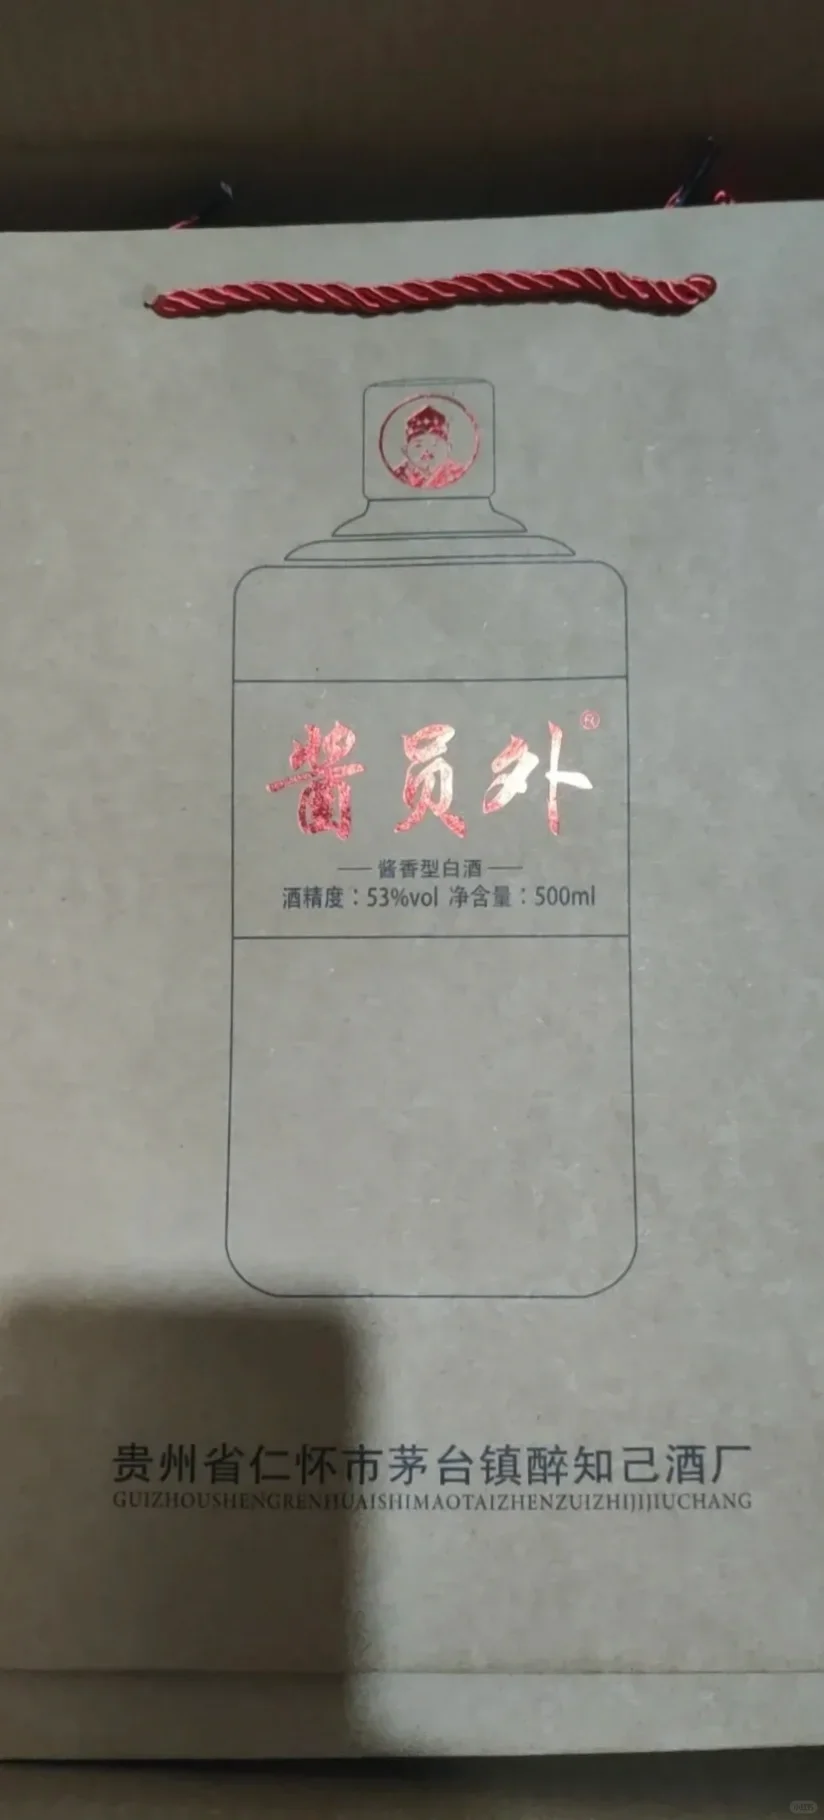 酱员外®
酱香型白酒
酒精度：53%vol 净含量：500ml
贵州省仁怀市茅台镇醉知己酒厂
GUIZHOUSHENGRENHUAISHIMAOTAIZHENZUIZHIJIJIUCHANG